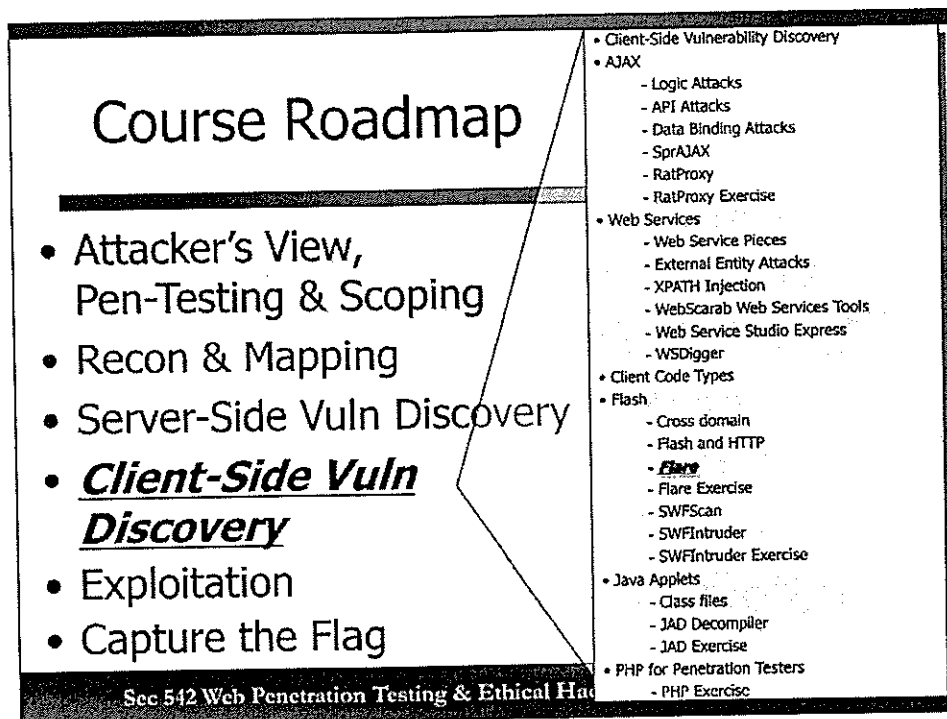 Course Roadmap
• Attacker's View,
Pen-Testing & Scoping
• Recon & Mapping
• Server-Side Vuln Discovery
• Client-Side Vuln
Discovery
• Exploitation
• Capture the Flag
Sec 542 Web Penetration Testing & Ethical Hac
• Client-Side Vulnerability Discovery
• AJAX
- Logic Attacks
- API Attacks
- Data Binding Attacks
- SprAJAX
- RatProxy
- RatProxy Exercise
• Web Services
- Web Service Pieces
- External Entity Attacks
- XPATH Injection
- WebScarab Web Services Tools
- Web Service Studio Express
- WSDigger
• Client Code Types
• Flash
- Cross domain
- Flash and HTTP
- Flare
- Flare Exercise
- SWFScan
- SWFIntruder
- SWFIntruder Exercise
• Java Applets
- Class files
- JAD Decompiler
- JAD Exercise
• PHP for Penetration Testers
- PHP Exercise